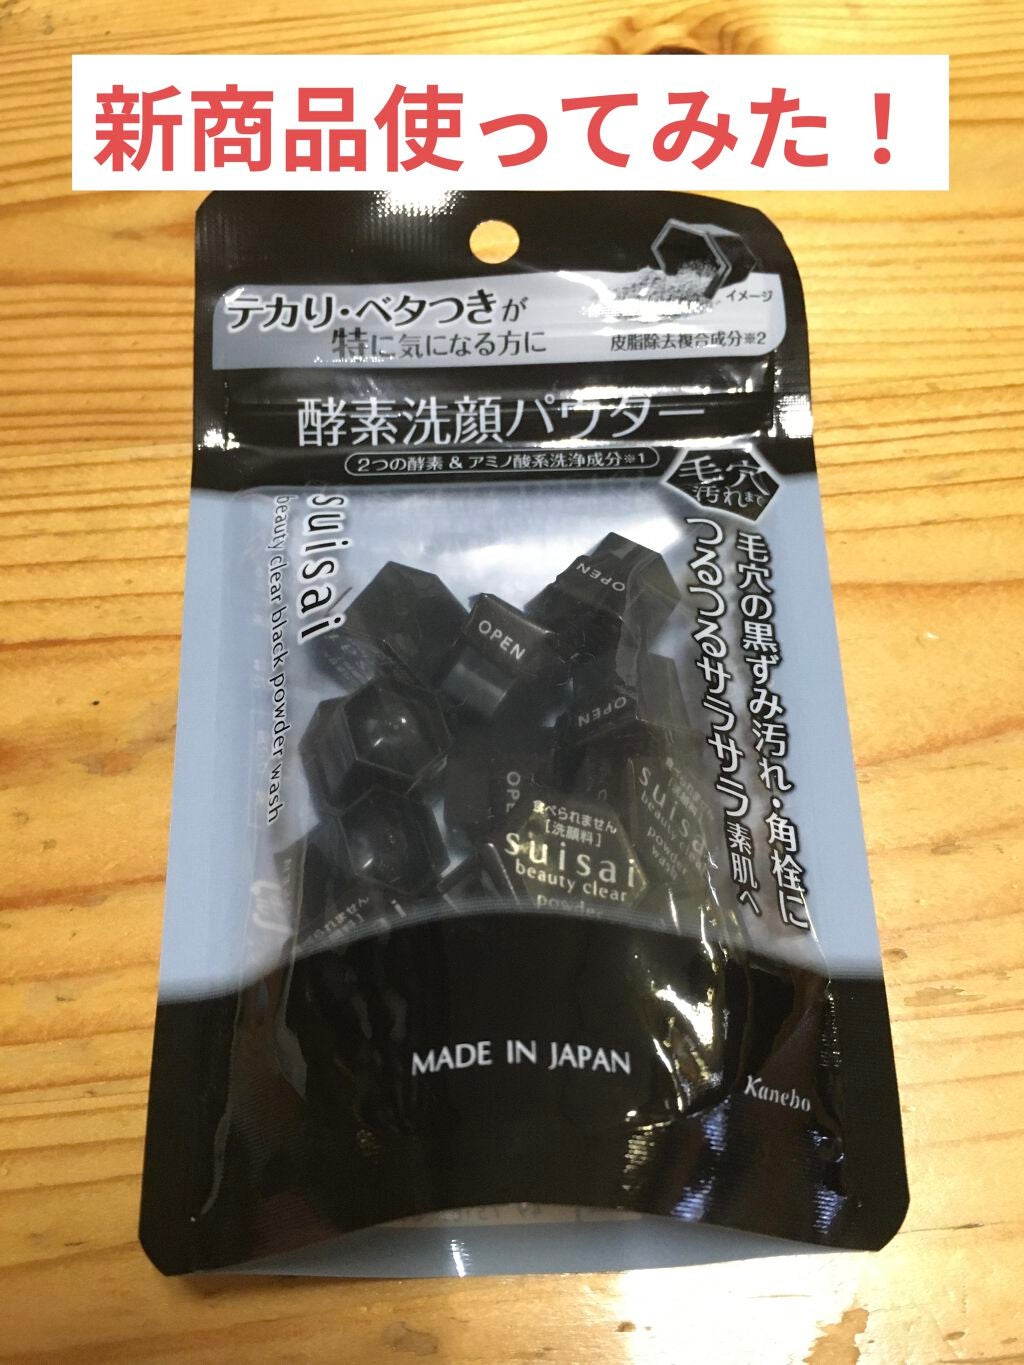 新商品使ってみた！
テカリ・ベタつきが
特に気になる方に
イメージ
皮脂除去複合成分※2
酵素洗顔パウダー
2つの酵素 & アミノ酸系洗浄成分※1
毛穴
汚れまで
毛穴の黒ずみ汚れ・角栓に
つるつるサラサラ素肌へ
suisai
beauty clear black powder wash
OPEN
OPEN
OPEN
食べられません
[洗顔料]
suisai
beauty clear
powder
suisai
beauty clear
powder
wash
MADE IN JAPAN
Kanebo